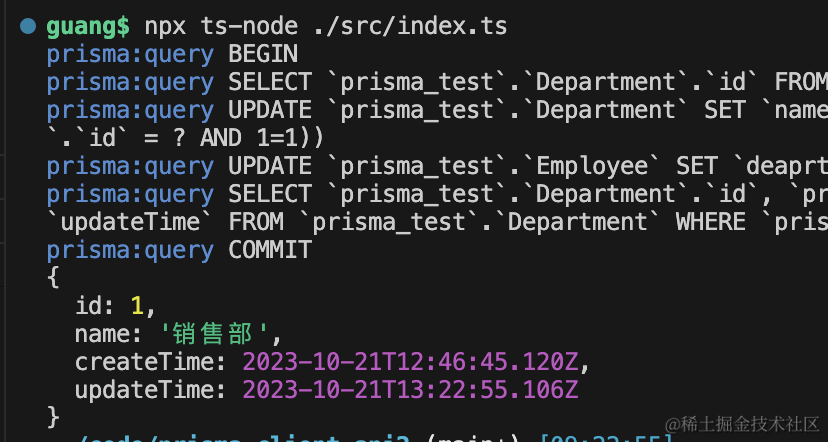 guang$ npx ts-node ./src/index.ts
prisma:query BEGIN
prisma:query SELECT `prisma_test`.`Department`.`id` FROM
prisma:query UPDATE `prisma_test`.`Department` SET `name
`.`id` = ? AND 1=1))
prisma:query UPDATE `prisma_test`.`Employee` SET `deaprt
prisma:query SELECT `prisma_test`.`Department`.`id`, `pr
`updateTime` FROM `prisma_test`.`Department` WHERE `pris
prisma:query COMMIT
{
  id: 1,
  name: '销售部',
  createTime: 2023-10-21T12:46:45.120Z,
  updateTime: 2023-10-21T13:22:55.106Z
}
@稀土掘金技术社区